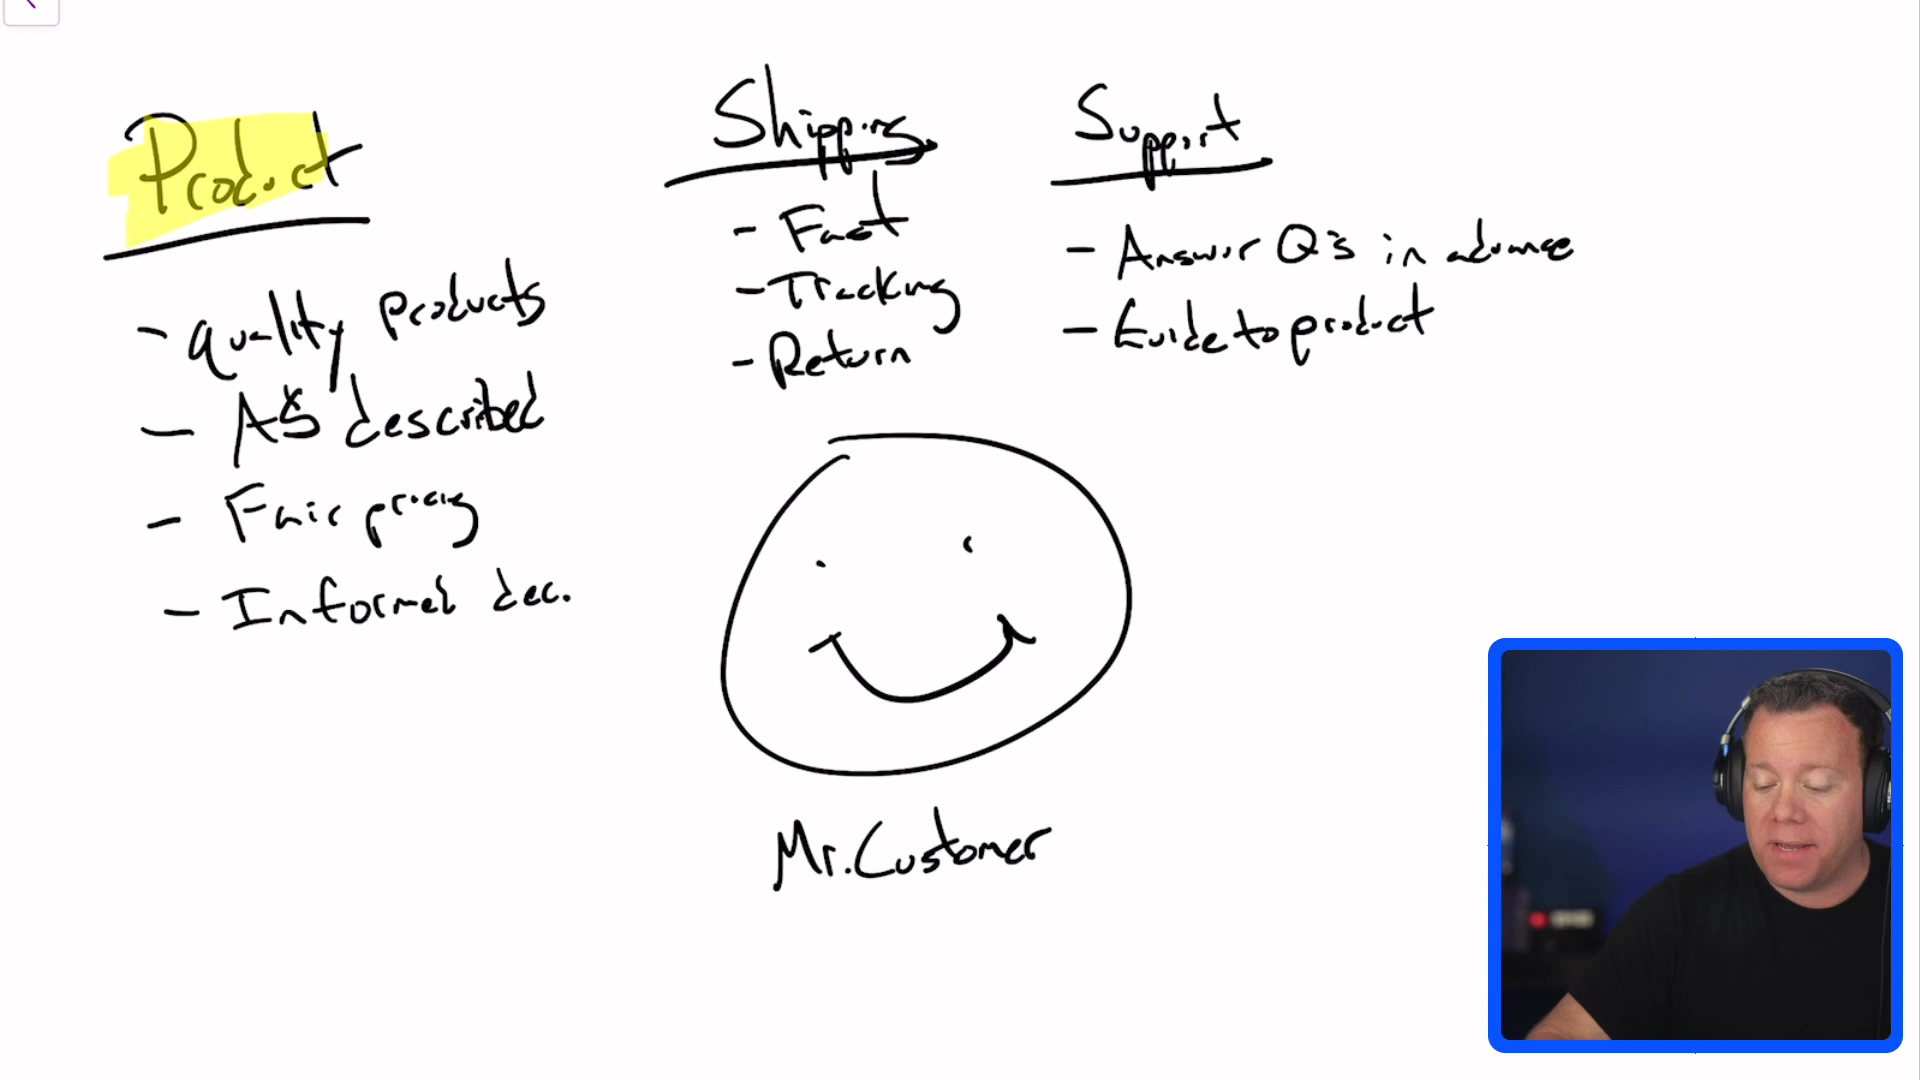 Product
- quality products
- AS described
- Fair pricing
- Informed dec.
Shipping
- Fast
- Tracking
- Return
Support
- Answer Q's in advance
- Guide to product
Mr. Customer